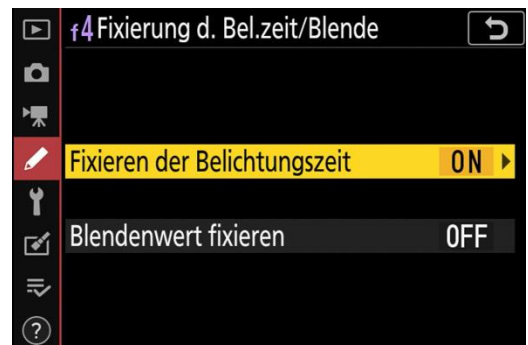 f4 Fixierung d. Bel.zeit/Blende
Fixieren der Belichtungszeit ON
Blendenwert fixieren OFF
?